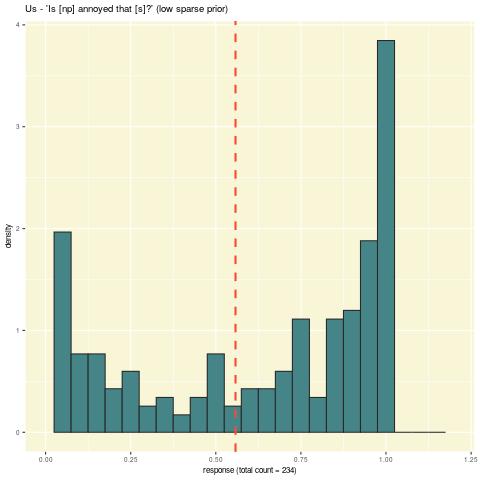 Us - 'Is [np] annoyed that [s]?' (low sparse prior)
4
3
2
1
0
density
0.00 0.25 0.50 0.75 1.00 1.25
response (total count = 234)